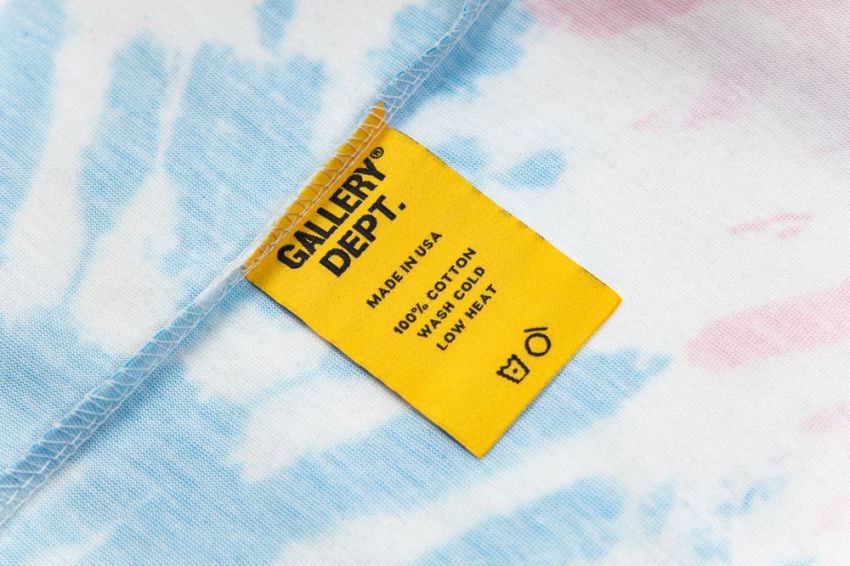 GALLERY®
DEPT.
MADE IN USA
100% COTTON
WASH COLD
LOW HEAT